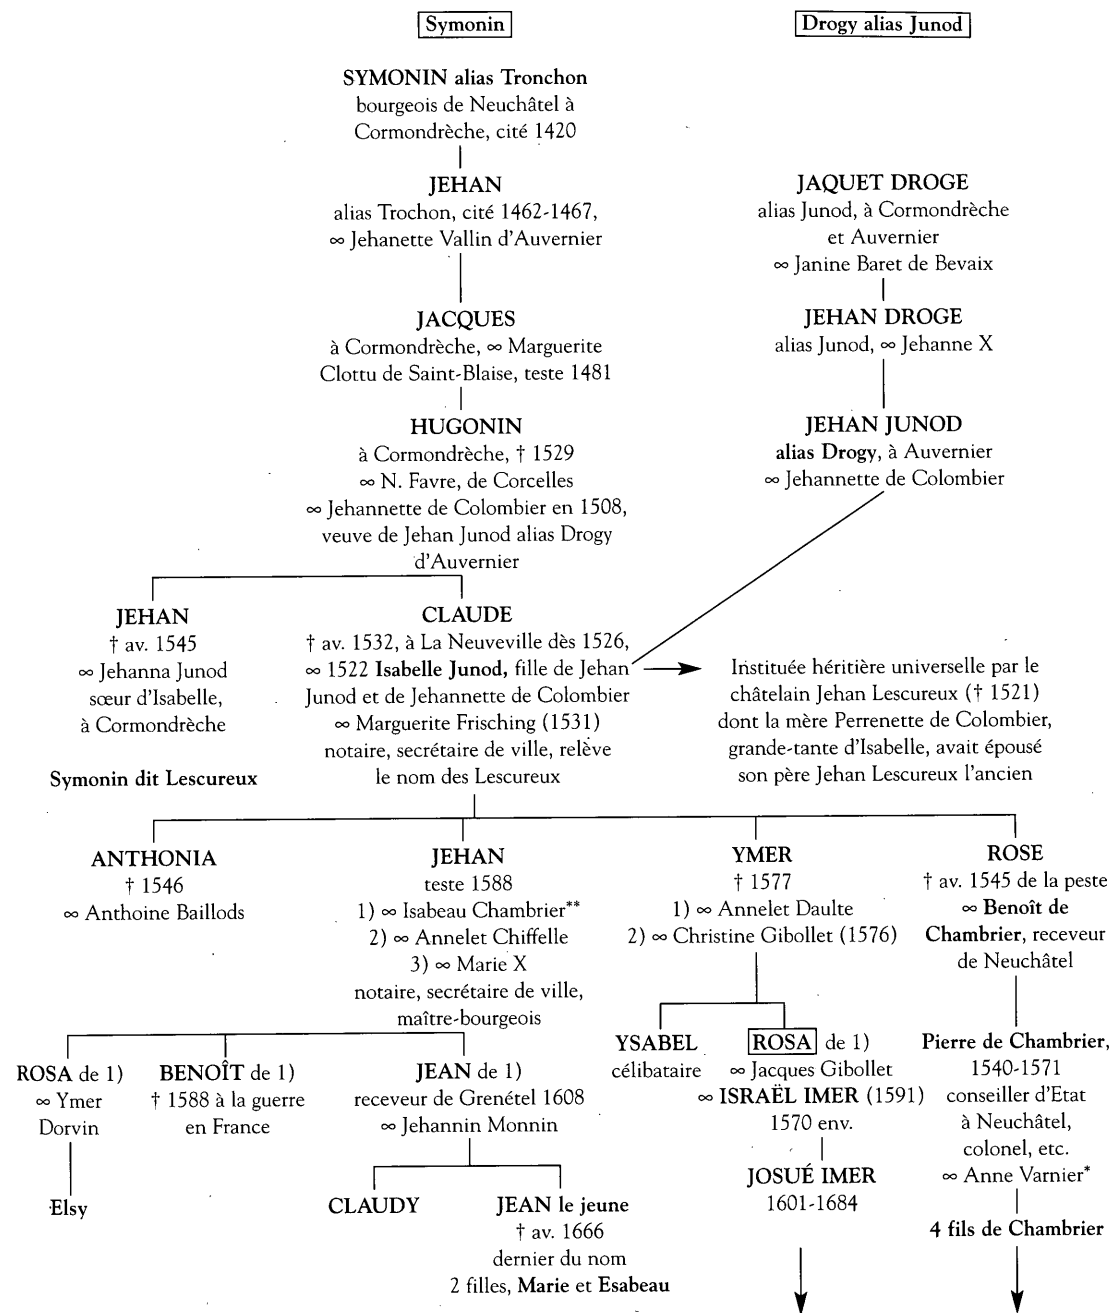 Symonin
Drogy alias Junod
SYMONIN alias Tronchon
bourgeois de Neuchâtel à
Cormondrèche, cité 1420
JEHAN
alias Trochon, cité 1462-1467,
∞ Jehanette Vallin d'Auvernier
JAQUET DROGE
alias Junod, à Cormondrèche
et Auvernier
∞ Janine Baret de Bevaix
JACQUES
à Cormondrèche, ∞ Marguerite
Clottu de Saint-Blaise, teste 1481
JEHAN DROGE
alias Junod, ∞ Jehanne X
HUGONIN
à Cormondrèche, † 1529
∞ N. Favre, de Corcelles
∞ Jehannette de Colombier en 1508,
veuve de Jehan Junod alias Drogy
d'Auvernier
JEHAN JUNOD
alias Drogy, à Auvernier
∞ Jehannette de Colombier
JEHAN
† av. 1545
∞ Jehanna Junod
sœur d'Isabelle,
à Cormondrèche
CLAUDE
† av. 1532, à La Neuveville dès 1526,
∞ 1522 Isabelle Junod, fille de Jehan
Junod et de Jehannette de Colombier
∞ Marguerite Frisching (1531)
notaire, secrétaire de ville, relève
le nom des Lescureux
Instituée héritière universelle par le
châtelain Jehan Lescureux († 1521)
dont la mère Perrenette de Colombier,
grande-tante d'Isabelle, avait épousé
son père Jehan Lescureux l'ancien
Symonin dit Lescureux
ANTHONIA
† 1546
∞ Anthoine Baillods
JEHAN
teste 1588
1) ∞ Isabeau Chambrier**
2) ∞ Annelet Chiffelle
3) ∞ Marie X
notaire, secrétaire de ville,
maître-bourgeois
YMER
† 1577
1) ∞ Annelet Daulte
2) ∞ Christine Gibollet (1576)
ROSE
† av. 1545 de la peste
∞ Benoît de
Chambrier, receveur
de Neuchâtel
ROSA de 1)
∞ Ymer
Dorvin
Elsy
BENOÎT de 1)
† 1588 à la guerre
en France
JEAN de 1)
receveur de Grenétel 1608
∞ Jehannin Monnin
CLAUDY
JEAN le jeune
† av. 1666
dernier du nom
2 filles, Marie et Esabeau
YSABEL
célibataire
ROSA de 1)
∞ Jacques Gibollet
∞ ISRAËL IMER (1591)
1570 env.
JOSUÉ IMER
1601-1684
Pierre de Chambrier,
1540-1571
conseiller d'Etat
à Neuchâtel,
colonel, etc.
∞ Anne Varnier*
4 fils de Chambrier